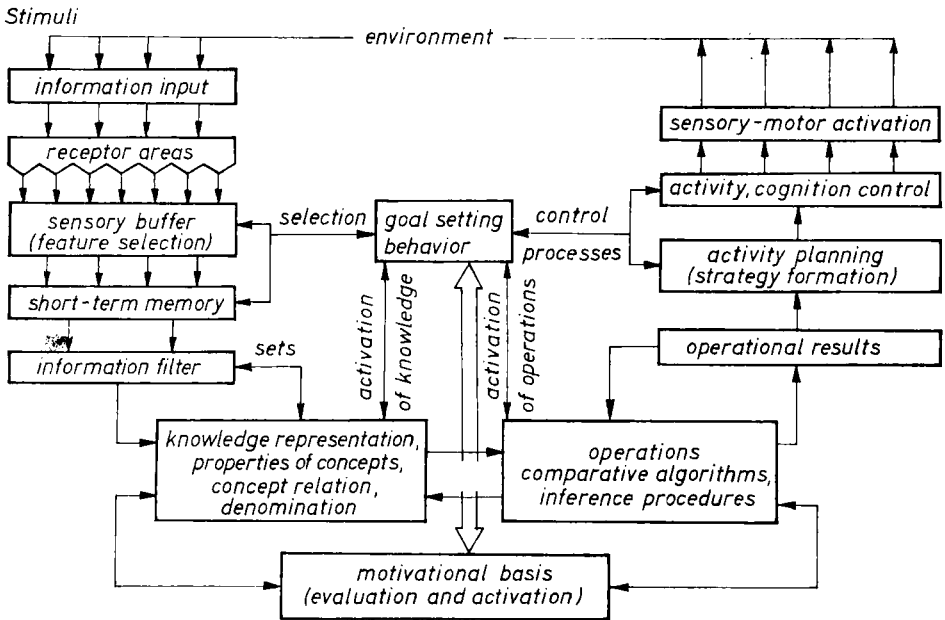 Stimuli
environment
information input
receptor areas
sensory buffer
(feature selection)
short-term memory
information filter
selection
sets
goal setting
behavior
control
processes
activation
of knowledge
activation
of operations
sensory-motor activation
activity, cognition control
activity planning
(strategy formation)
operational results
knowledge representation,
properties of concepts,
concept relation,
denomination
operations
comparative algorithms,
inference procedures
motivational basis
(evaluation and activation)